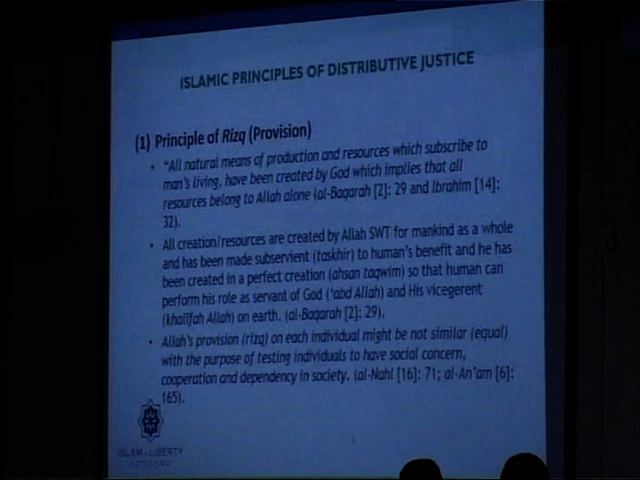 ISLAMIC PRINCIPLES OF DISTRIBUTIVE JUSTICE
(1) Principle of Rizq (Provision)
• "All natural means of production and resources which subscribe to
man's living, have been created by God which implies that all
resources belong to Allah alone (al-Baqarah [2]: 29 and Ibrahim [14]:
32).
• All creation/resources are created by Allah SWT for mankind as a whole
and has been made subservient (taskhir) to human's benefit and he has
been created in a perfect creation (ahsan taqwim) so that human can
perform his role as servant of God ('abd Allah) and His vicegerent
(khalifah Allah) on earth. (al-Baqarah [2]: 29).
• Allah's provision (rizq) on each individual might be not similar (equal)
with the purpose of testing individuals to have social concern,
cooperation and dependency in society. (al-Nahl [16]: 71; al-An'am [6]:
165).
ISLAM & LIBERTY
NETWORK